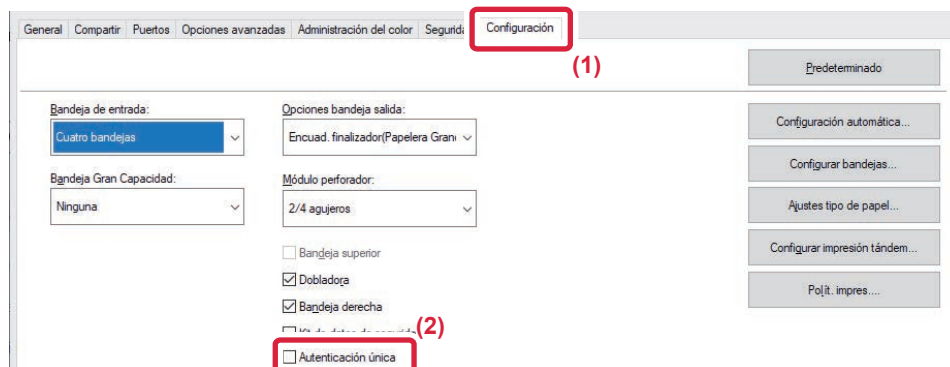 General Compartir Puertos Opciones avanzadas Administración del color Segurida Configuración
(1)
Predeterminado
Bandeja de entrada:
Cuatro bandejas
Opciones bandeja salida:
Encuad. finalizador(Papelera Gran
Configuración automática...
Configurar bandejas...
Bandeja Gran Capacidad:
Ninguna
Módulo perforador:
2/4 agujeros
Ajustes tipo de papel...
Configurar impresión tándem...
Polít. impres....
Bandeja superior
Dobladora
Bandeja derecha
(2)
Autenticación única